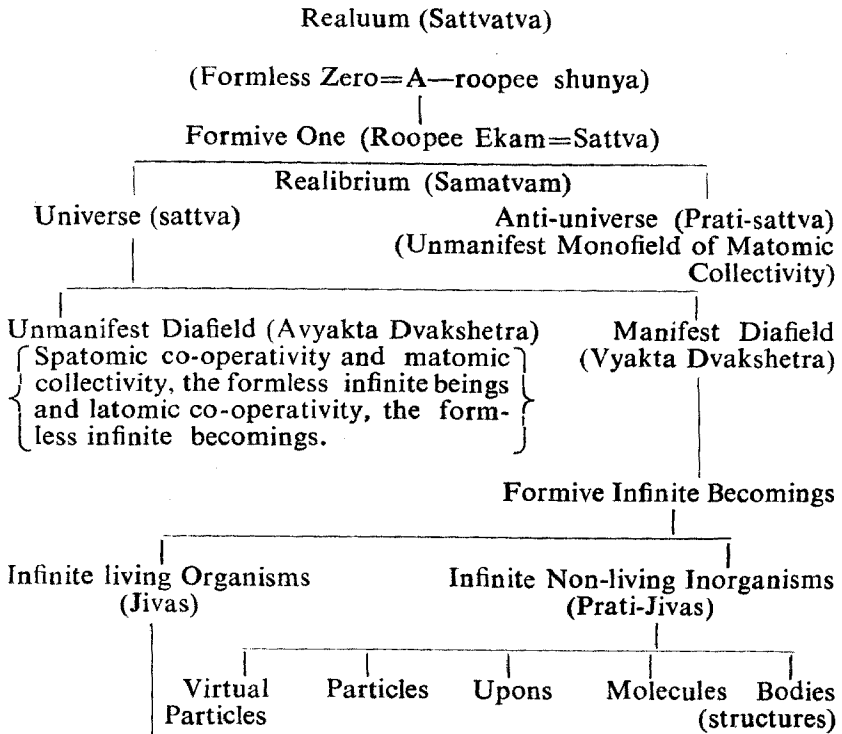 Realuum (Sattvatva)
(Formless Zero=A—roopee shunya)
Formive One (Roopee Ekam=Sattva)
Realibrium (Samatvam)
Universe (sattva)
Anti-universe (Prati-sattva)
(Unmanifest Monofield of Matomic
Collectivity)
Unmanifest Diafield (Avyakta Dvakshetra)
Spatomic co-operativity and matomic
collectivity, the formless infinite beings
and latomic co-operativity, the form-
less infinite becomings.
Manifest Diafield
(Vyakta Dvakshetra)
Formive Infinite Becomings
Infinite living Organisms
(Jivas)
Infinite Non-living Inorganisms
(Prati-Jivas)
Virtual
Particles
Particles
Upons
Molecules
Bodies
(structures)